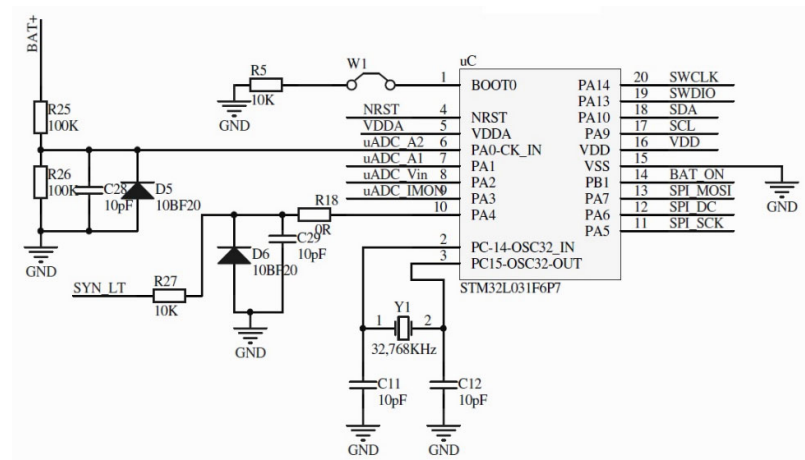 BAT+
R25
100K
R26
100K
C28
10pF
D5
10BF20
GND
SYN_LT
R27
10K
D6
10BF20
C29
10pF
R18
0R
GND
R5
10K
GND
W1
NRST
VDDA
uADC_A2
uADC_A1
uADC_Vin
uADC_IMON
uC
1 BOOT0
4 NRST
5 VDDA
6 PA0-CK_IN
7 PA1
8 PA2
9 PA3
10 PA4
2 PC-14-OSC32_IN
3 PC15-OSC32-OUT
PA14 20 SWCLK
PA13 19 SWDIO
PA10 18 SDA
PA9 17 SCL
VDD 16 VDD
VSS 15
PB1 14 BAT_ON
PA7 13 SPI_MOSI
PA6 12 SPI_DC
PA5 11 SPI_SCK
GND
STM32L031F6P7
Y1
1 2
32,768KHz
C11
10pF
C12
10pF
GND
GND